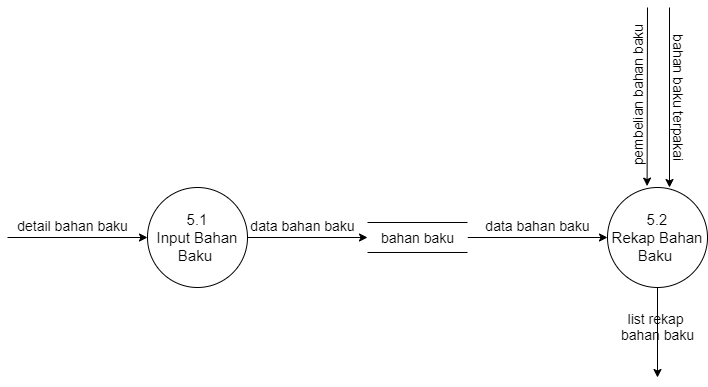 pembelian bahan baku
bahan baku terpakai
detail bahan baku
5.1
Input Bahan
Baku
data bahan baku
bahan baku
data bahan baku
5.2
Rekap Bahan
Baku
list rekap
bahan baku